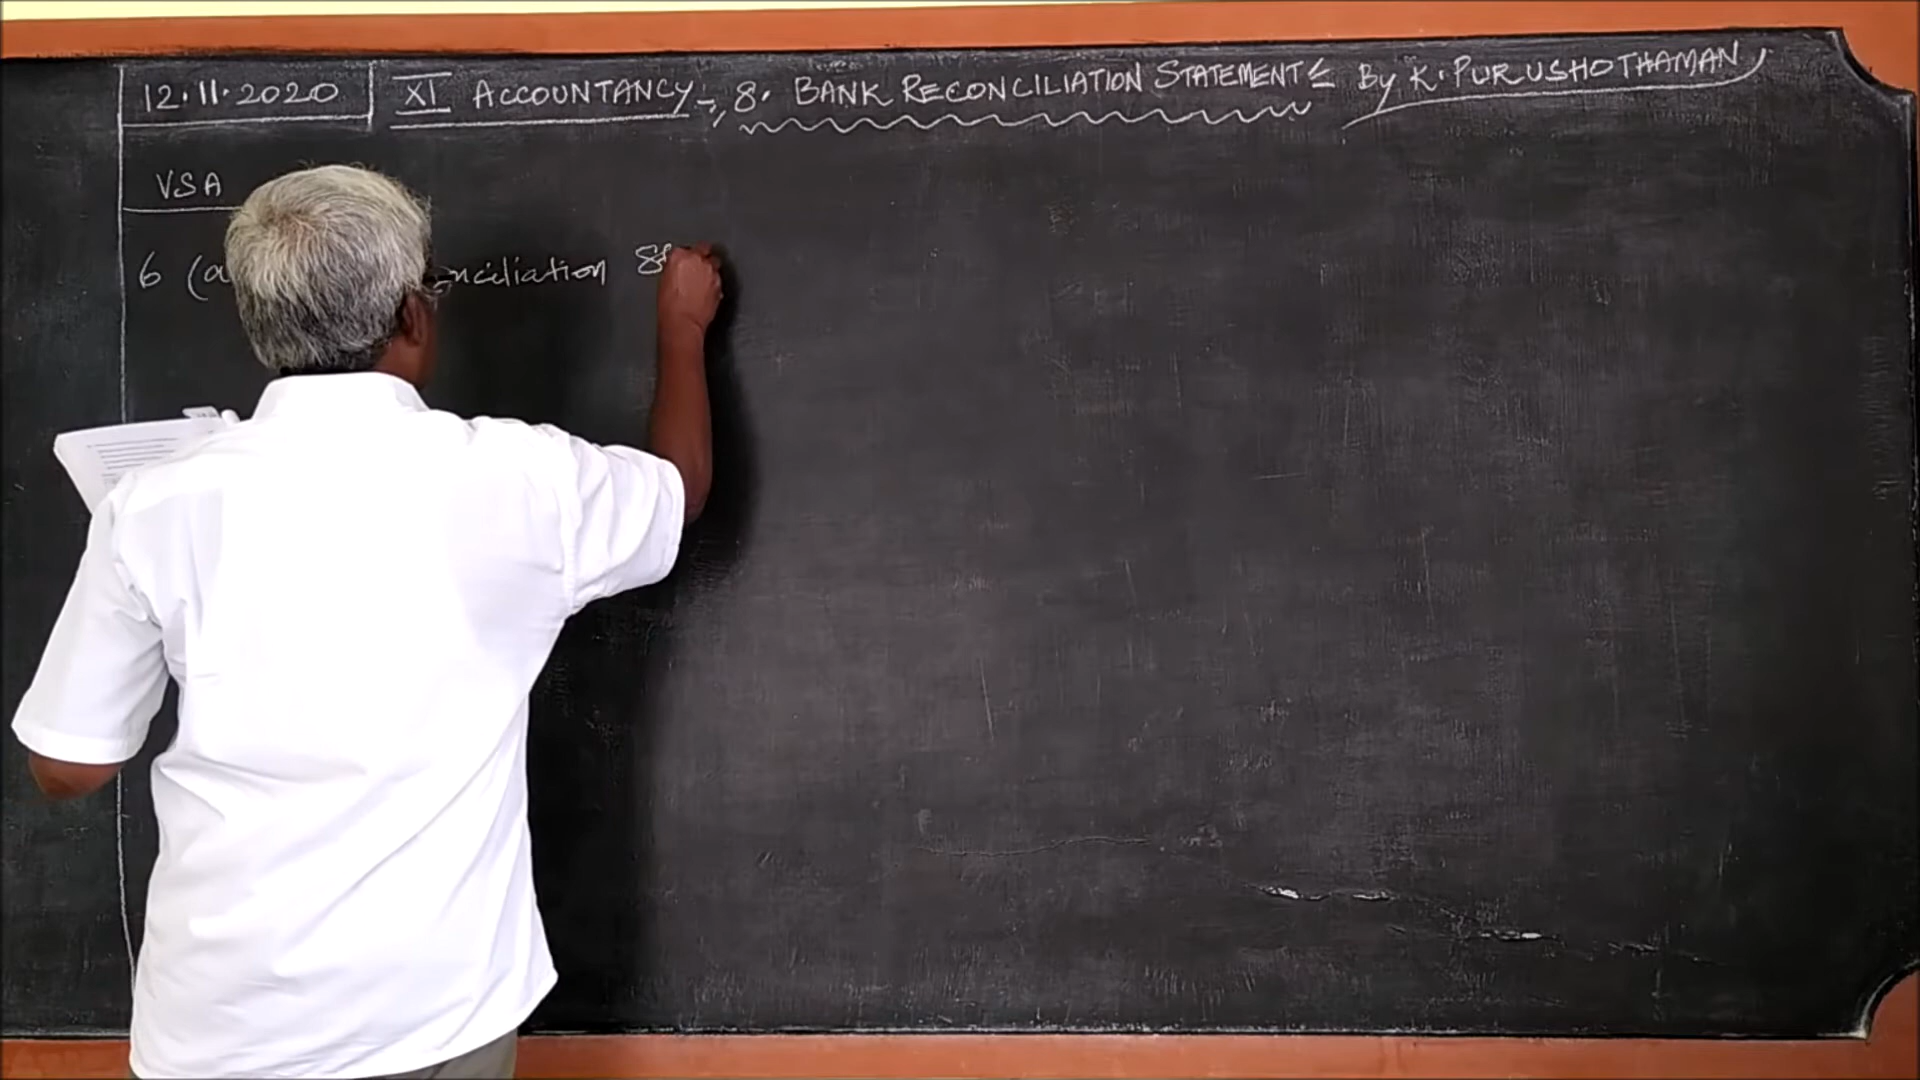 12.11.2020 XI ACCOUNTANCY 8. BANK RECONCILIATION STATEMENT By K. PURUSHOTHAMAN
VSA
6 (a nciliation